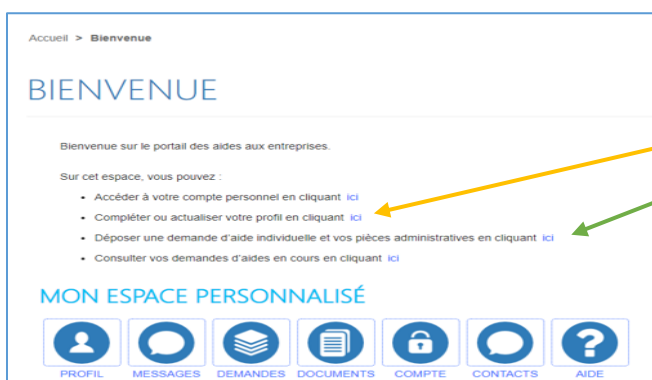 Accueil > Bienvenue
BIENVENUE
Bienvenue sur le portail des aides aux entreprises.
Sur cet espace, vous pouvez :
• Accéder à votre compte personnel en cliquant ici
• Compléter ou actualiser votre profil en cliquant ici
• Déposer une demande d'aide individuelle et vos pièces administratives en cliquant ici
• Consulter vos demandes d'aides en cours en cliquant ici
MON ESPACE PERSONNALISÉ
PROFIL MESSAGES DEMANDES DOCUMENTS COMPTE CONTACTS AIDE